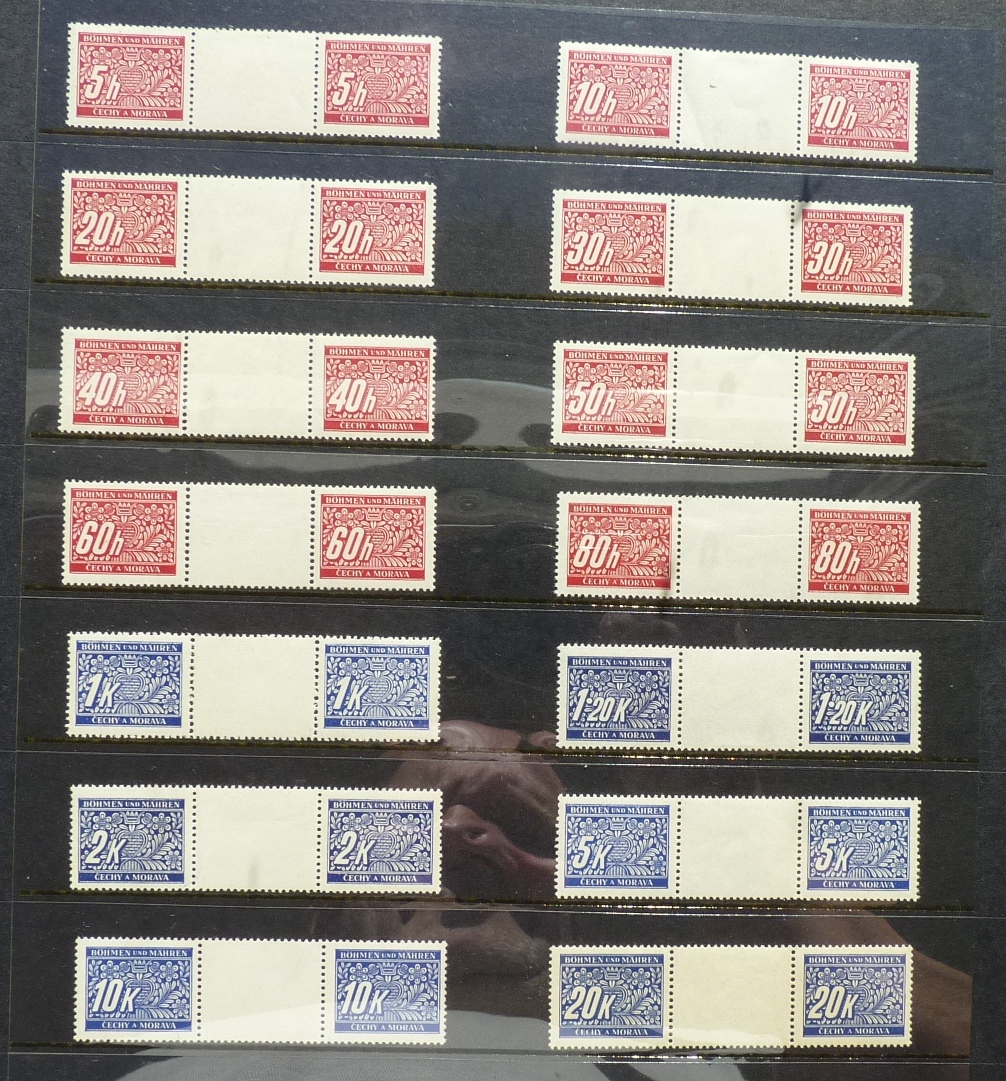 BÖHMEN UND MÄHREN BÖHMEN UND MÄHREN
5h 5h
ČECHY A MORAVA ČECHY A MORAVA
BÖHMEN UND MÄHREN BÖHMEN UND MÄHREN
10h 10h
ČECHY A MORAVA ČECHY A MORAVA
BÖHMEN UND MÄHREN BÖHMEN UND MÄHREN
20h 20h
ČECHY A MORAVA ČECHY A MORAVA
BÖHMEN UND MÄHREN BÖHMEN UND MÄHREN
30h 30h
ČECHY A MORAVA ČECHY A MORAVA
BÖHMEN UND MÄHREN BÖHMEN UND MÄHREN
40h 40h
ČECHY A MORAVA ČECHY A MORAVA
BÖHMEN UND MÄHREN BÖHMEN UND MÄHREN
50h 50h
ČECHY A MORAVA ČECHY A MORAVA
BÖHMEN UND MÄHREN BÖHMEN UND MÄHREN
60h 60h
ČECHY A MORAVA ČECHY A MORAVA
BÖHMEN UND MÄHREN BÖHMEN UND MÄHREN
80h 80h
ČECHY A MORAVA ČECHY A MORAVA
BÖHMEN UND MÄHREN BÖHMEN UND MÄHREN
1K 1K
ČECHY A MORAVA ČECHY A MORAVA
BÖHMEN UND MÄHREN BÖHMEN UND MÄHREN
1·20K 1·20K
ČECHY A MORAVA ČECHY A MORAVA
BÖHMEN UND MÄHREN BÖHMEN UND MÄHREN
2K 2K
ČECHY A MORAVA ČECHY A MORAVA
BÖHMEN UND MÄHREN BÖHMEN UND MÄHREN
5K 5K
ČECHY A MORAVA ČECHY A MORAVA
BÖHMEN UND MÄHREN BÖHMEN UND MÄHREN
10K 10K
ČECHY A MORAVA ČECHY A MORAVA
BÖHMEN UND MÄHREN BÖHMEN UND MÄHREN
20K 20K
ČECHY A MORAVA ČECHY A MORAVA